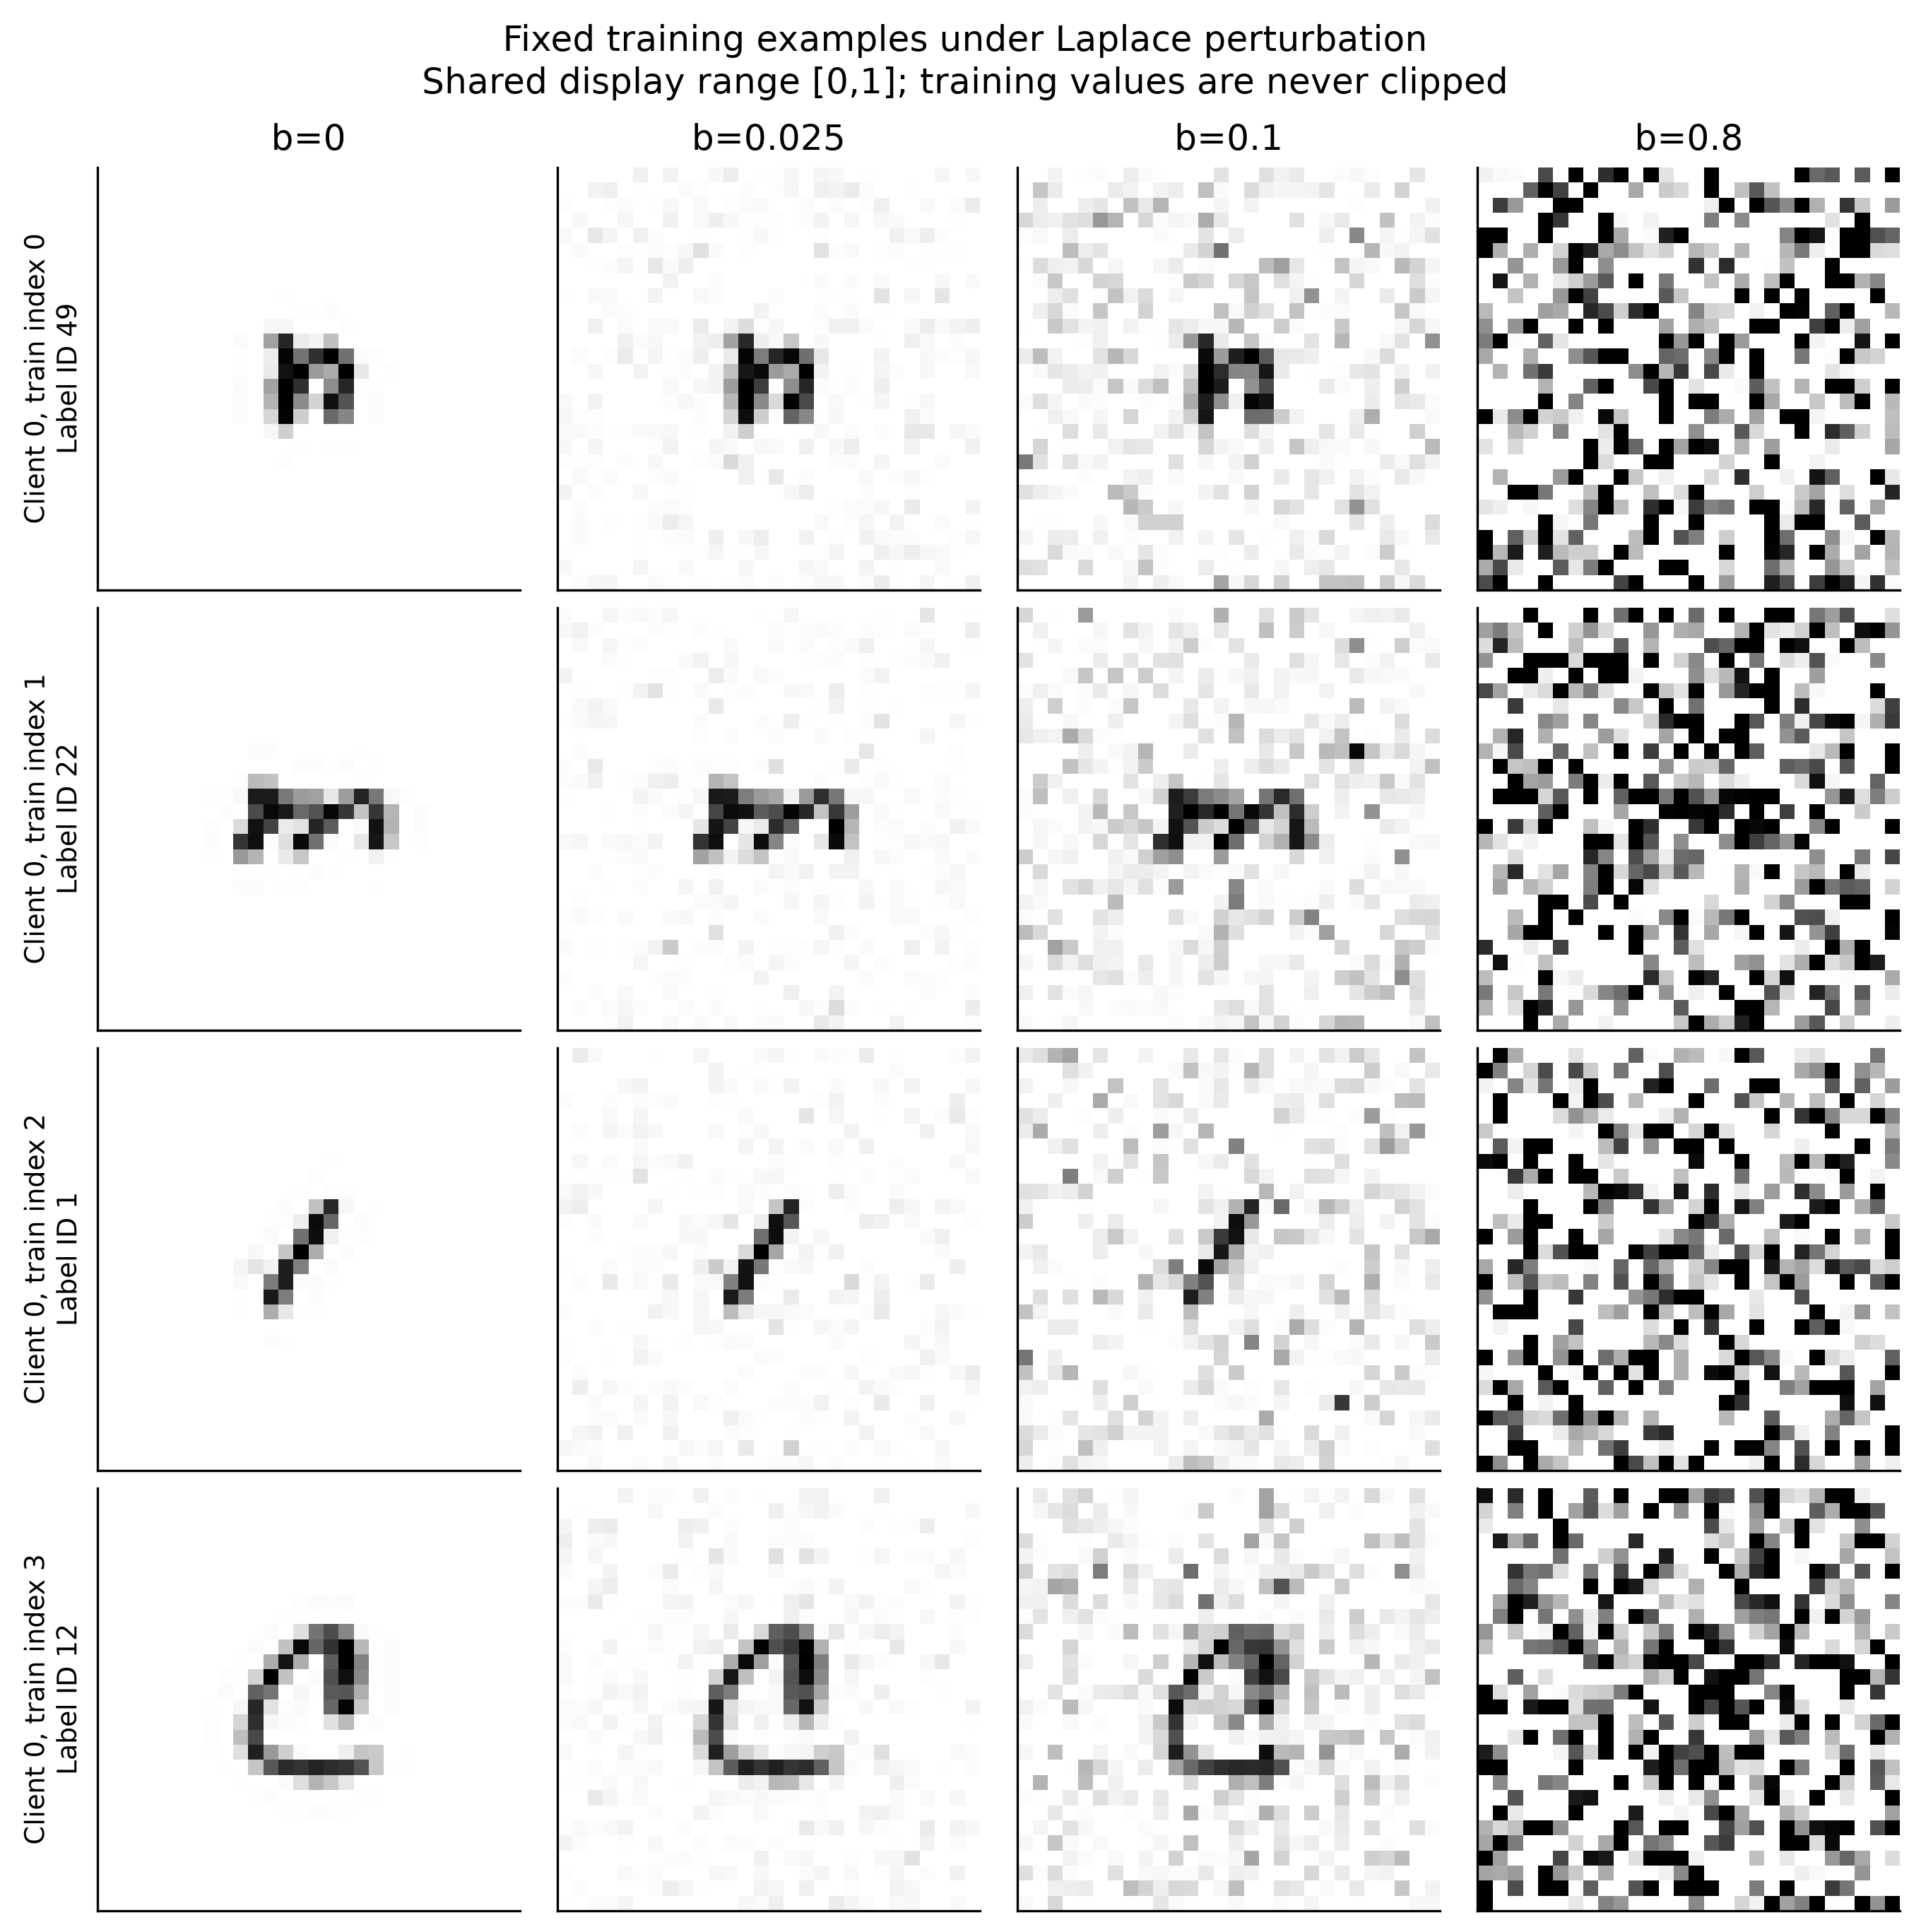 Fixed training examples under Laplace perturbation
Shared display range [0,1]; training values are never clipped
b=0
b=0.025
b=0.1
b=0.8
Client 0, train index 0
Label ID 49
Client 0, train index 1
Label ID 22
Client 0, train index 2
Label ID 1
Client 0, train index 3
Label ID 12